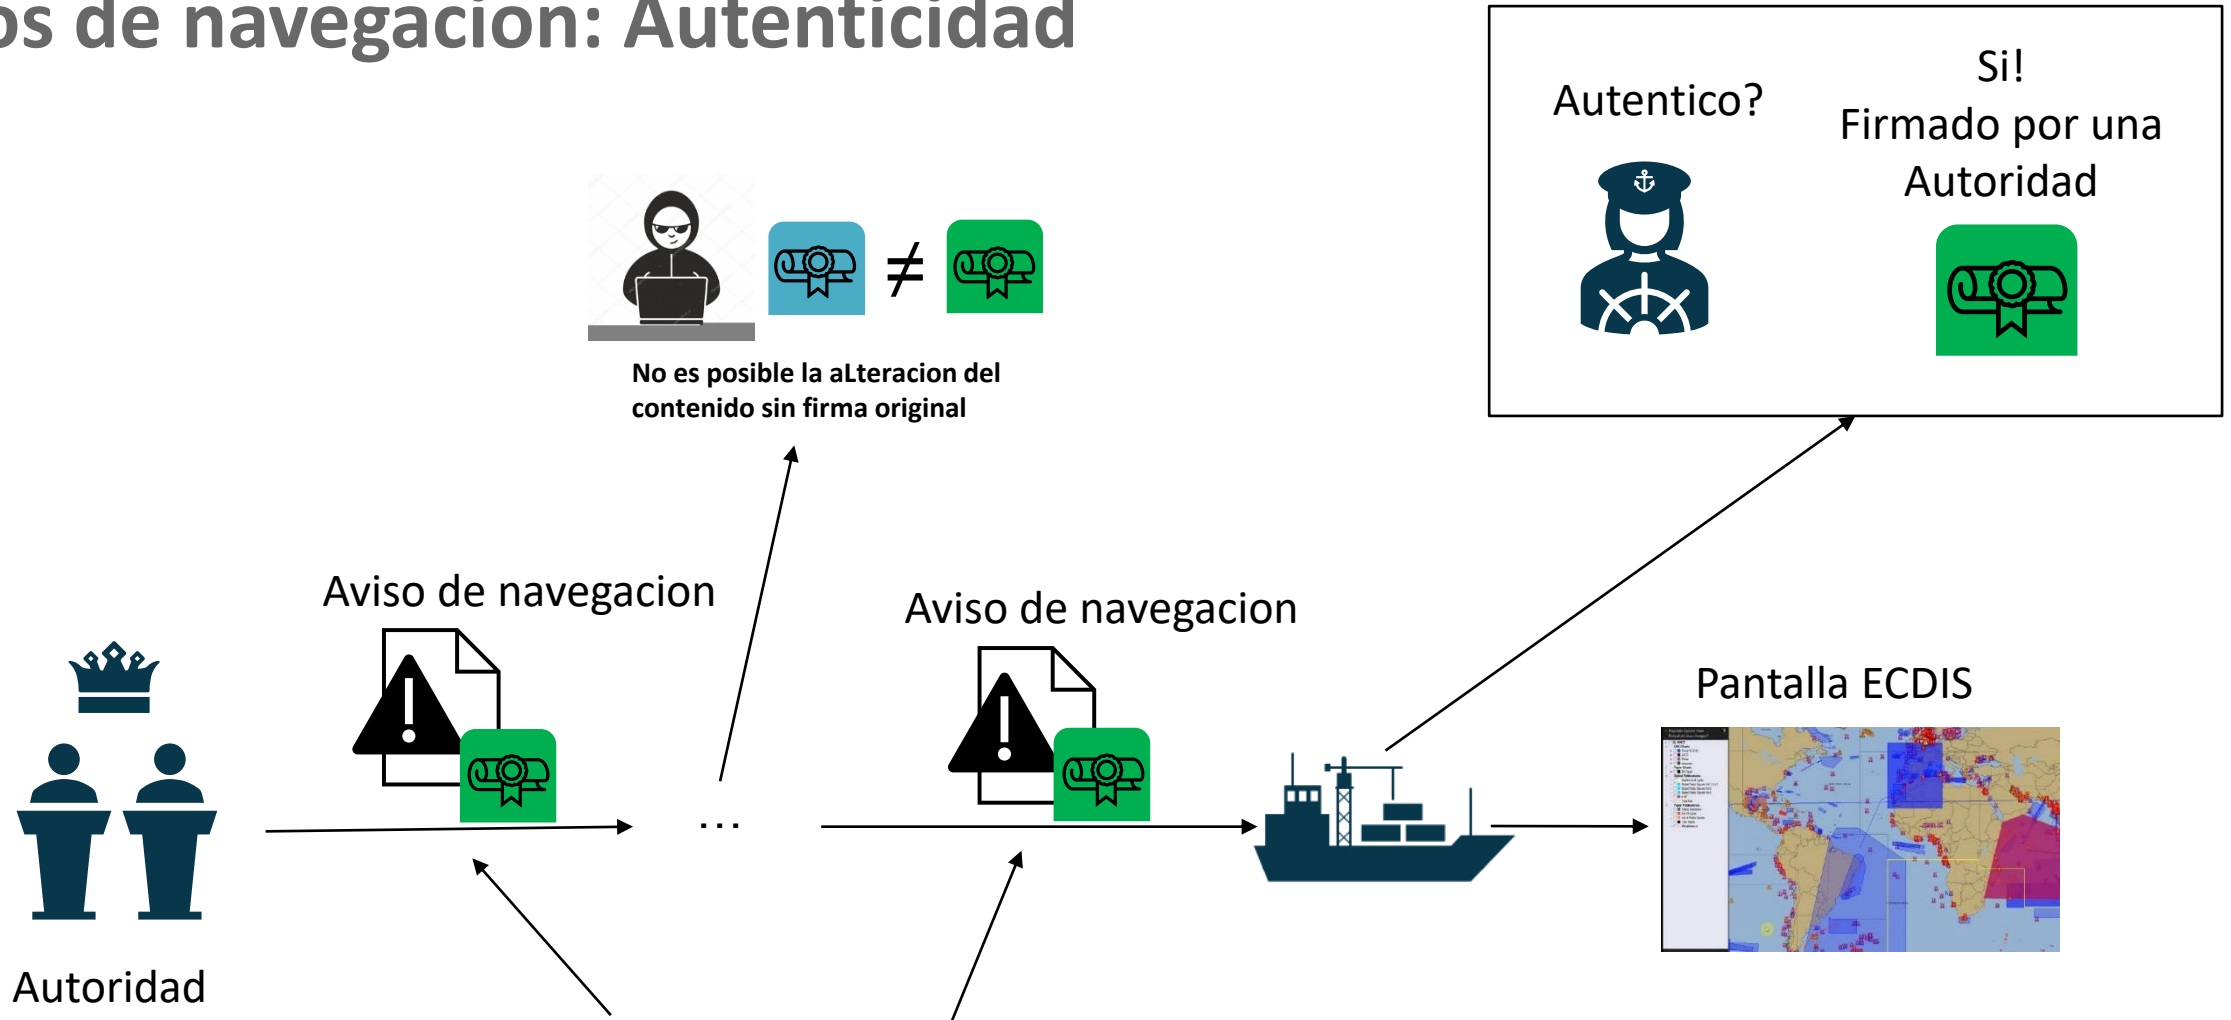 os de navegacion: Autenticidad
Autentico?
Si!
Firmado por una
Autoridad
≠
No es posible la aLteracion del
contenido sin firma original
Aviso de navegacion
Aviso de navegacion
...
Pantalla ECDIS
Autoridad